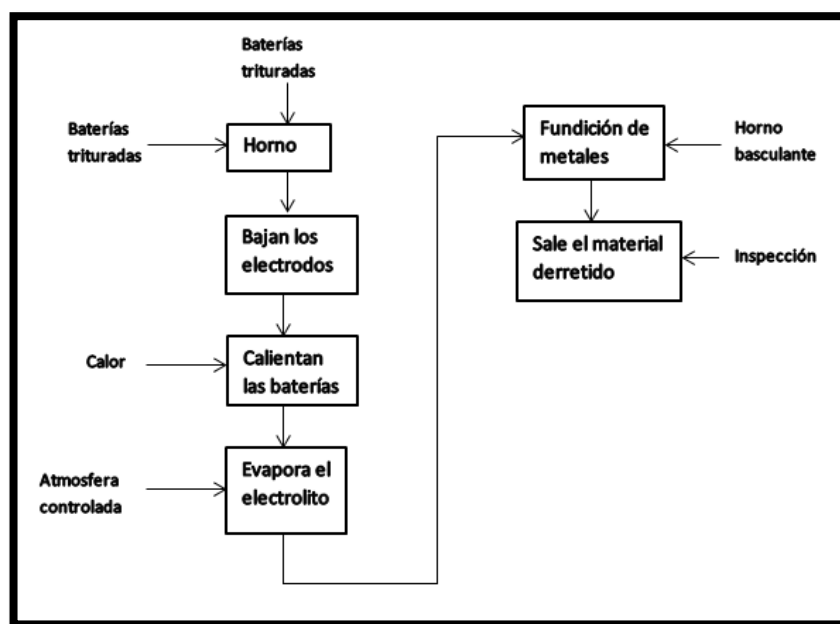 Baterías
trituradas
Baterías
trituradas
Horno
Bajan los
electrodos
Calor
Calientan
las baterías
Atmosfera
controlada
Evapora el
electrolito
Fundición de
metales
Horno
basculante
Sale el material
derretido
Inspección